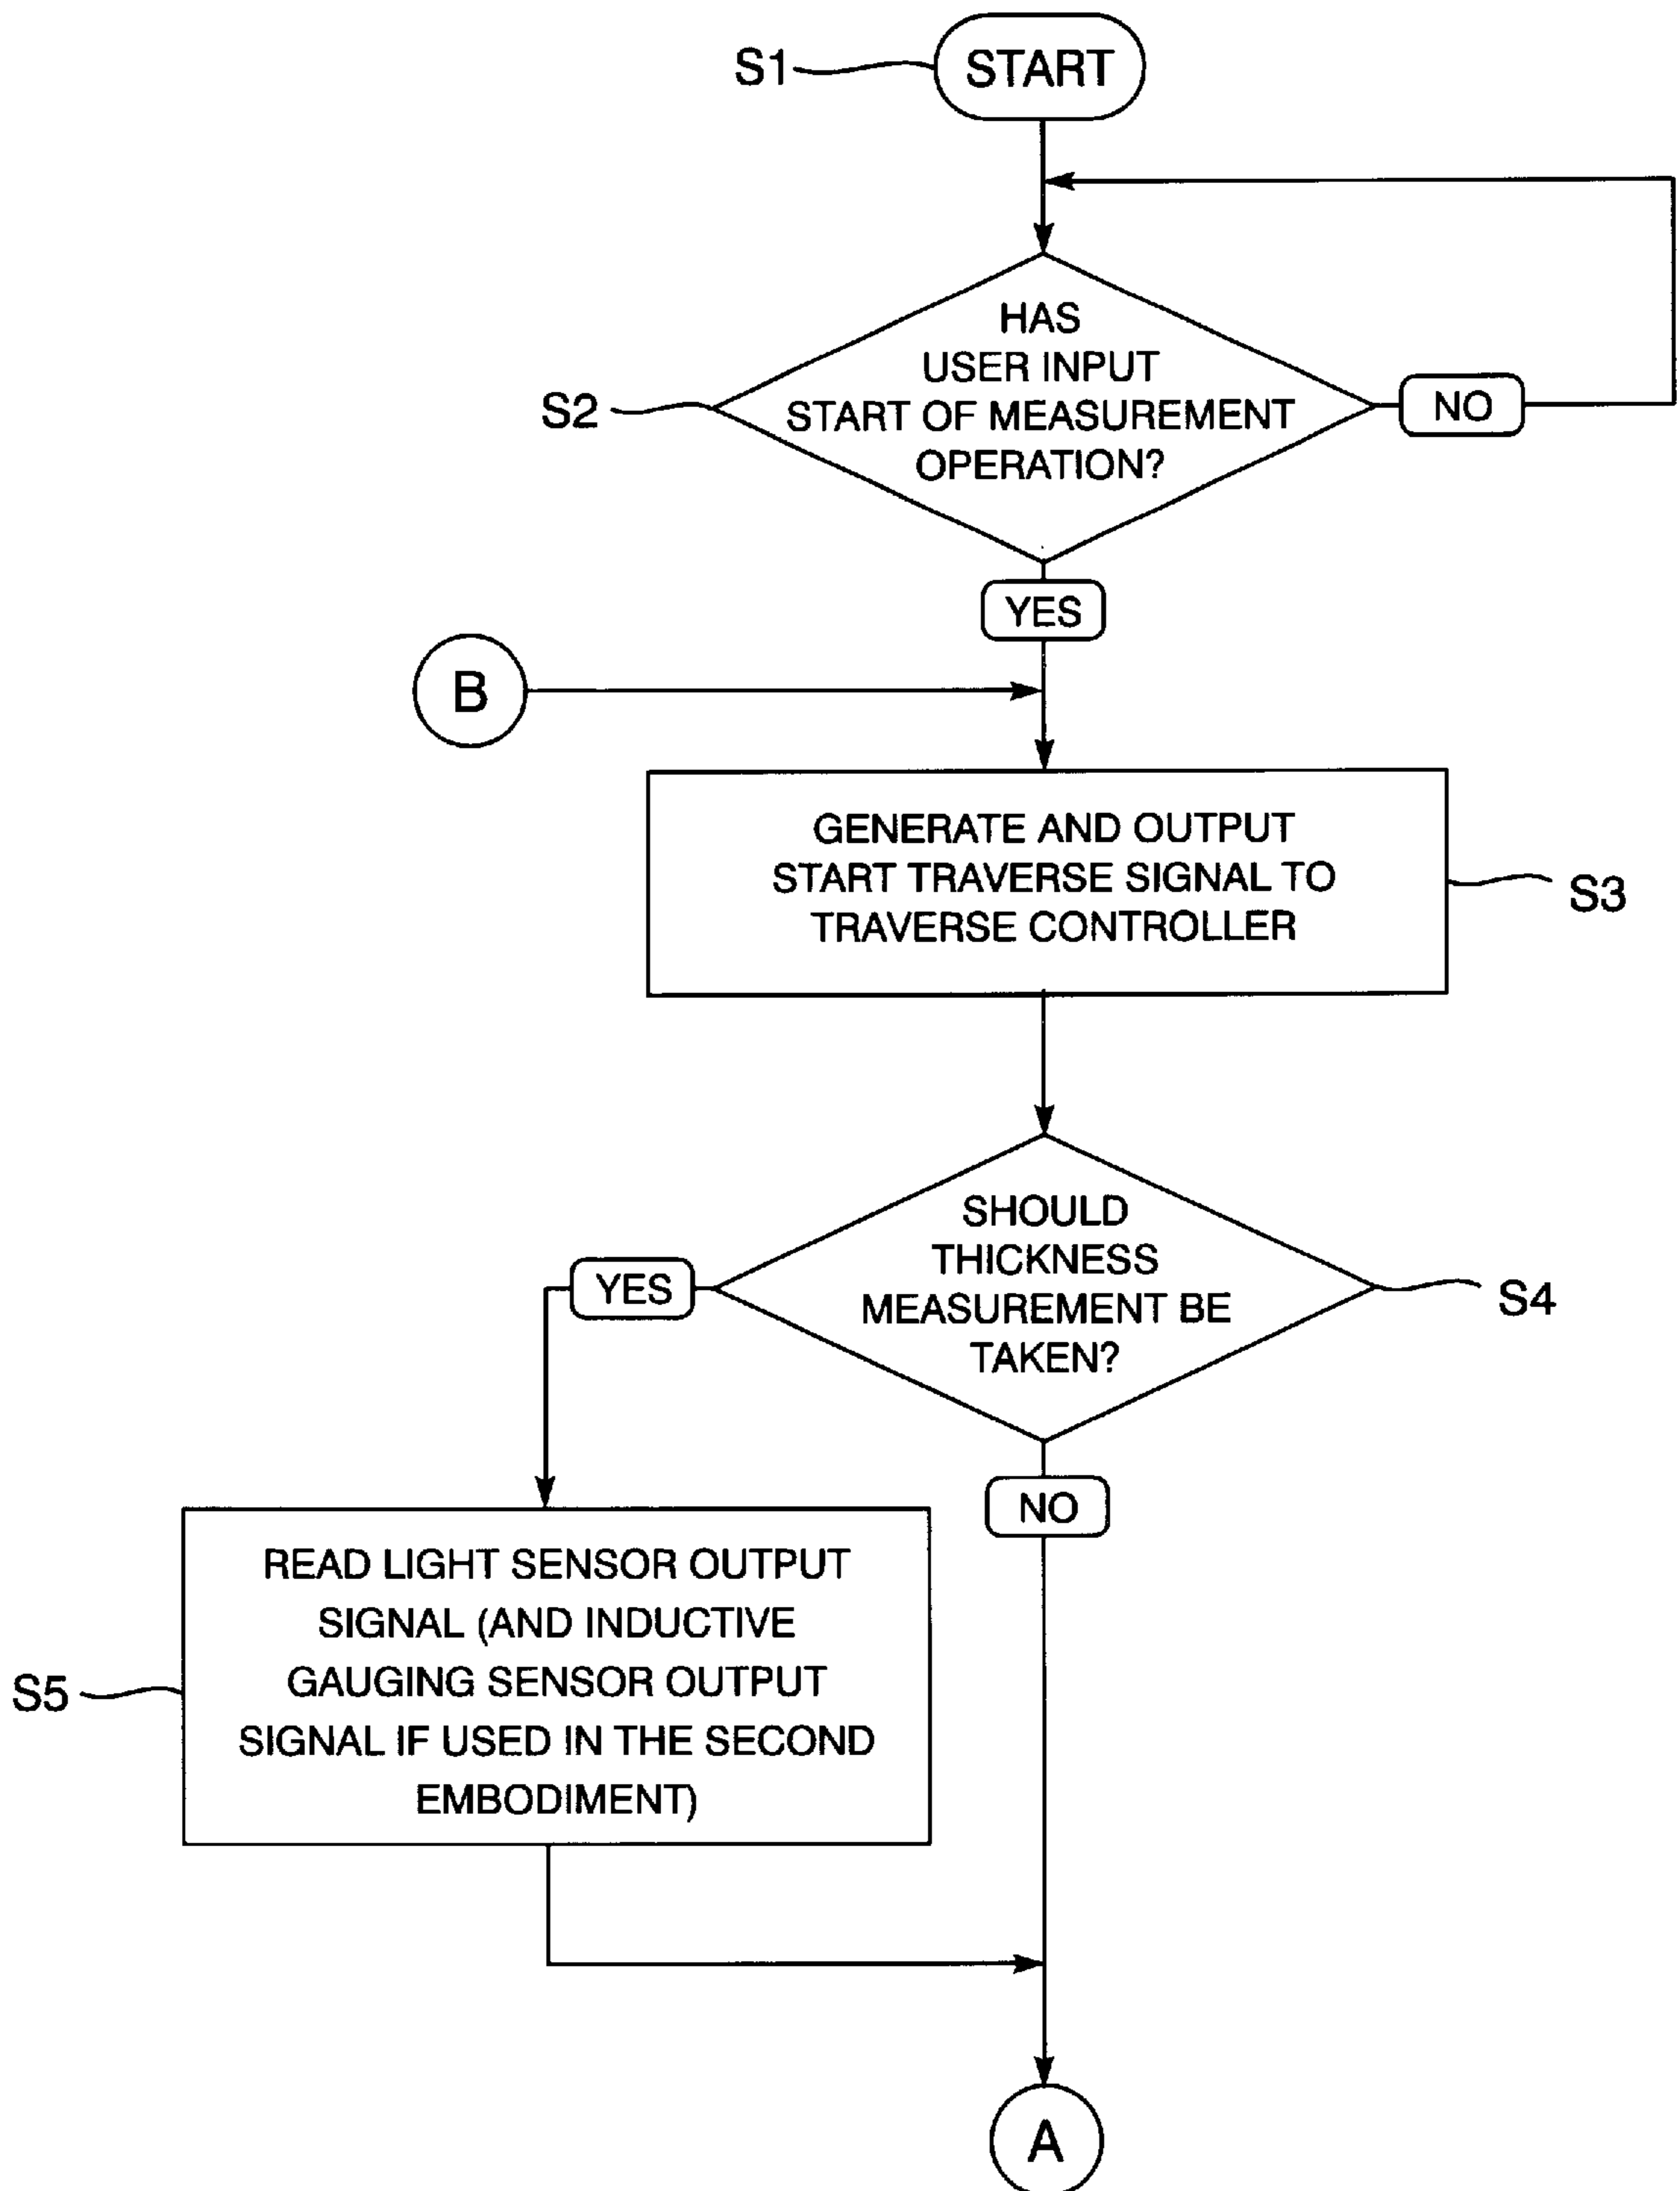 S1
START
HAS
USER INPUT
START OF MEASUREMENT
OPERATION?
S2
NO
YES
B
GENERATE AND OUTPUT
START TRAVERSE SIGNAL TO
TRAVERSE CONTROLLER
S3
SHOULD
THICKNESS
MEASUREMENT BE
TAKEN?
YES
S4
NO
READ LIGHT SENSOR OUTPUT
SIGNAL (AND INDUCTIVE
GAUGING SENSOR OUTPUT
SIGNAL IF USED IN THE SECOND
EMBODIMENT)
S5
A